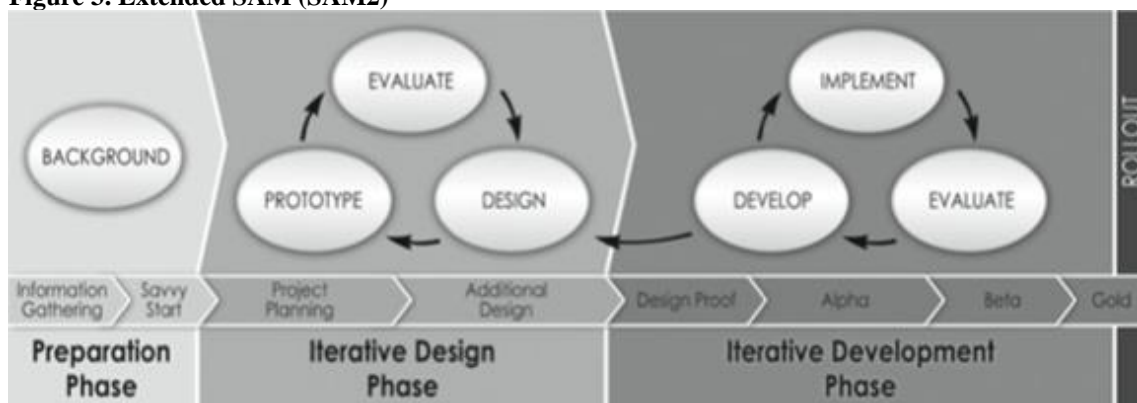 Figure 3. Extended SAM (SAM2)
EVALUATE
IMPLEMENT
BACKGROUND
PROTOTYPE
DESIGN
DEVELOP
EVALUATE
ROLLOUT
Information
Gathering
Savvy
Start
Project
Planning
Additional
Design
Design Proof
Alpha
Beta
Gold
Preparation
Phase
Iterative Design
Phase
Iterative Development
Phase